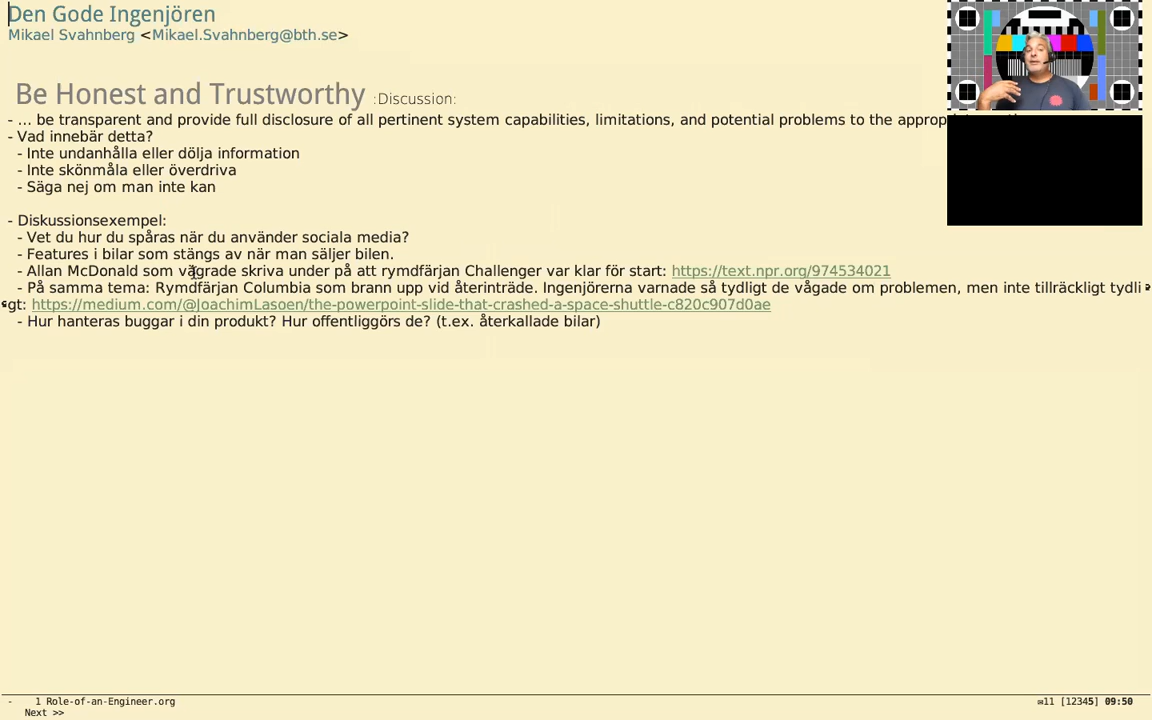 Den Gode Ingenjören
Mikael Svahnberg <Mikael.Svahnberg@bth.se>
Be Honest and Trustworthy :Discussion:
- ... be transparent and provide full disclosure of all pertinent system capabilities, limitations, and potential problems to the
- Vad innebär detta?
- Inte undanhålla eller dölja information
- Inte skönmåla eller överdriva
- Säga nej om man inte kan
- Diskussionsexempel:
- Vet du hur du spåras när du använder sociala media?
- Features i bilar som stängs av när man säljer bilen.
- Allan McDonald som vägrade skriva under på att rymdfärjan Challenger var klar för start: https://text.npr.org/974534021
- På samma tema: Rymdfärjan Columbia som brann upp vid återinträde. Ingenjörerna varnade så tydligt de vågade om problemen, men inte tillräckligt tydli
gt: https://medium.com/@JoachimLasoen/the-powerpoint-slide-that-crashed-a-space-shuttle-c820c907d0ae
- Hur hanteras buggar i din produkt? Hur offentliggörs de? (t.ex. återkallade bilar)
- 1 Role-of-an-Engineer.org
✉11 [12345] 09:50
Next >>